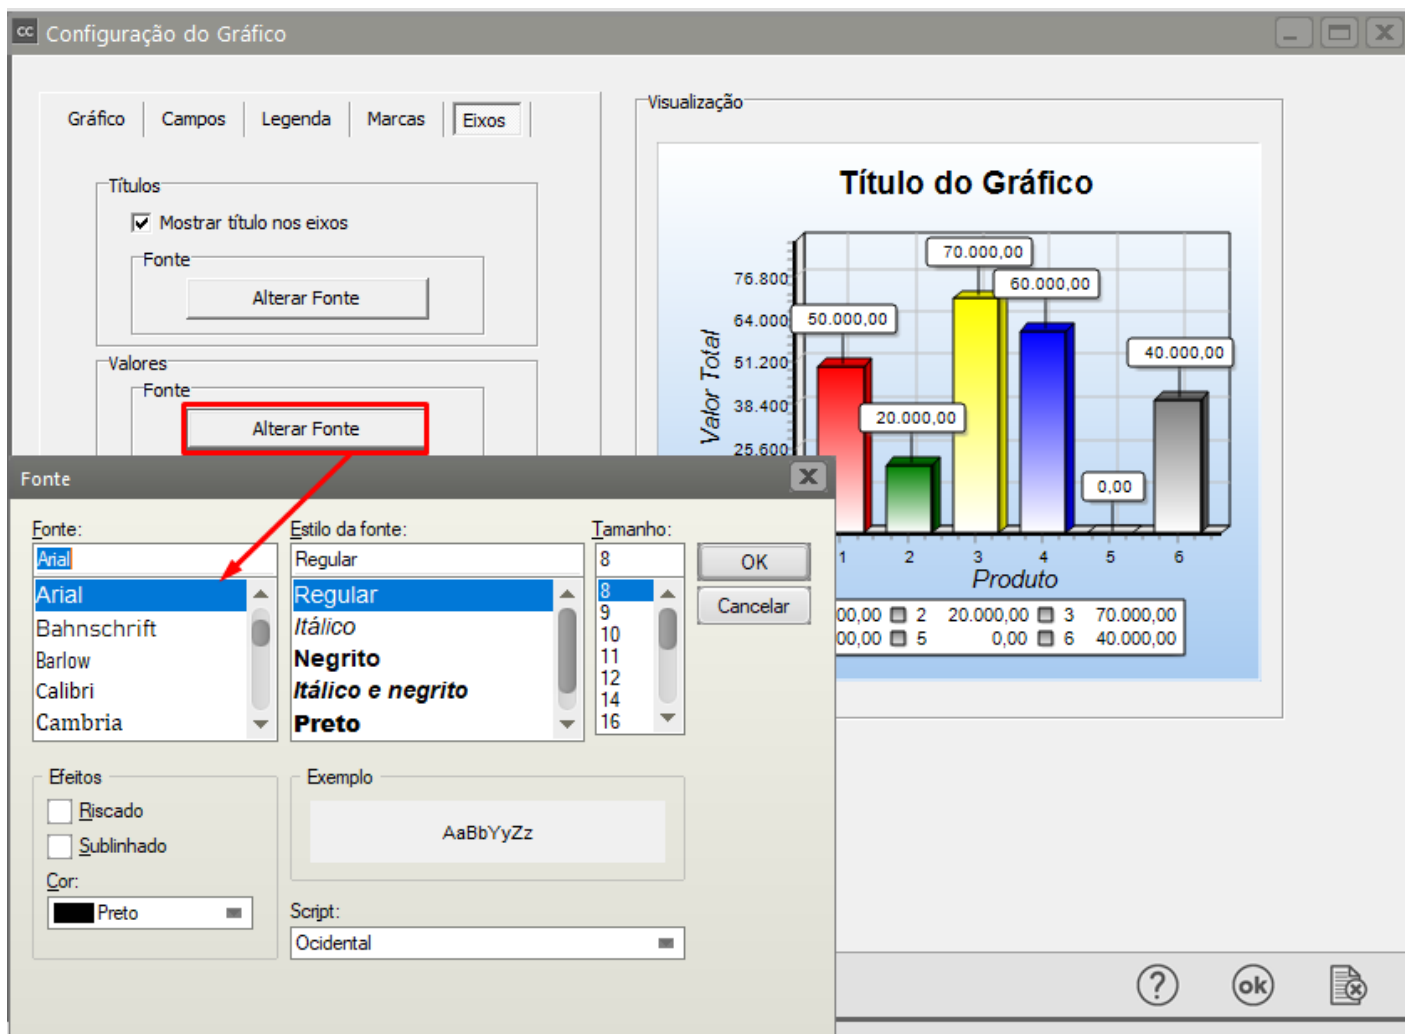 cc Configuração do Gráfico
Gráfico Campos Legenda Marcas Eixos
Títulos
Mostrar título nos eixos
Fonte
Alterar Fonte
Valores
Fonte
Alterar Fonte
Visualização
Título do Gráfico
70.000,00
76.800
60.000,00
64.000
50.000,00
Valor Total
51.200
40.000,00
38.400
20.000,00
25.600
0,00
1 2 3 4 5 6
Produto
00,00 2 20.000,00 3 70.000,00
00,00 5 0,00 6 40.000,00
Fonte
Fonte:
Arial
Arial
Bahnschrift
Barlow
Calibri
Cambria
Estilo da fonte:
Regular
Regular
Itálico
Negrito
Itálico e negrito
Preto
Tamanho:
8
8
9
10
11
12
14
16
OK
Cancelar
Efeitos
Riscado
Sublinhado
Cor:
Preto
Exemplo
AaBbYyZz
Script:
Ocidental
? ok